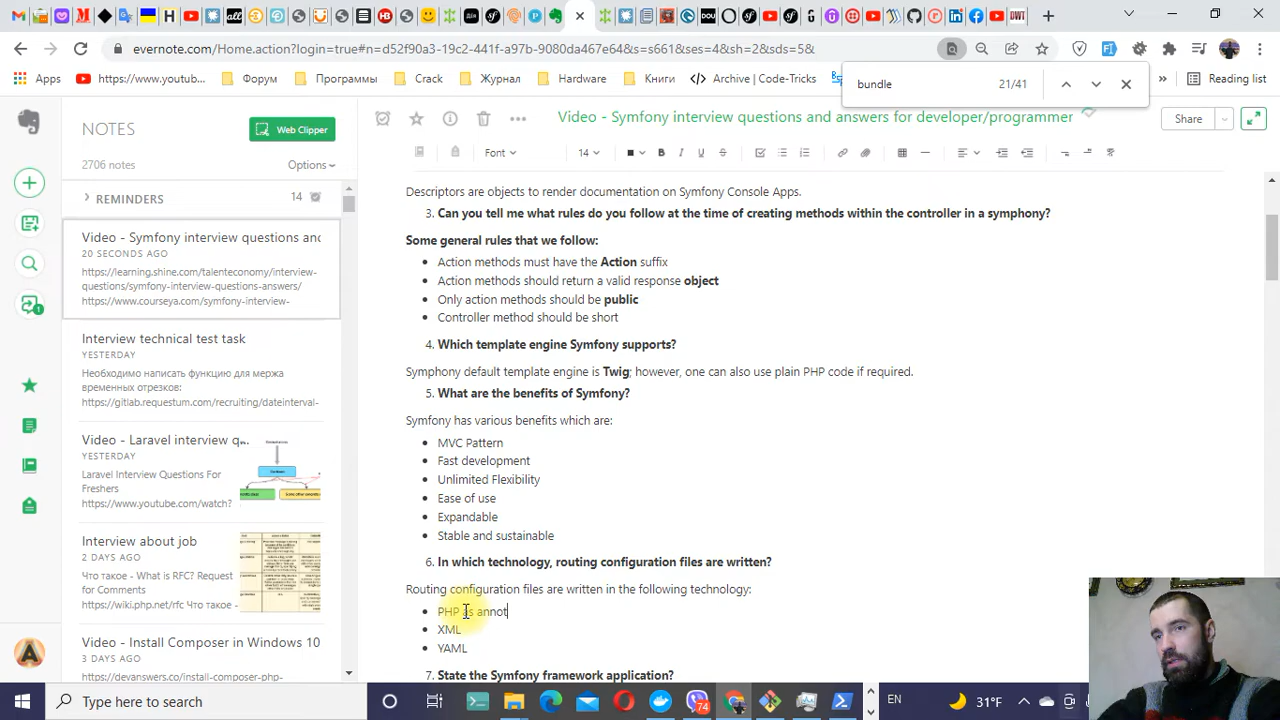 evernote.com/Home.action?login=true#n=d52f90a3-19c2-441f-a97b-9080da467e64&s=s661&ses=4&sh=2&sds=5&
Apps
https://www.youtub...
Форум
Программы
Crack
Журнал
Книги
Archive | Code-Tricks
Reading list
bundle
21/41
NOTES
Web Clipper
2706 notes
Options
REMINDERS
14
Video - Symfony interview questions and
20 SECONDS AGO
https://learning.shine.com/talenteconomy/interview-
questions/symfony-interview-questions-answers/
https://www.courseya.com/symfony-interview-
Interview technical test task
YESTERDAY
Необходимо написать функцию для мержа
временных отрезков:
https://gitlab.requestum.com/recruiting/dateinterval-
Video - Laravel interview q...
YESTERDAY
Laravel Interview Questions For
Freshers
https://www.youtube.com/watch?
Interview about job
2 DAYS AGO
Что такое - What is RFC? Request
for Comments
https://wiki.php.net/rfc Что такое -
Video - Install Composer in Windows 10
3 DAYS AGO
https://devanswers.co/install-composer-php-
Video - Symfony interview questions and answers for developer/programmer
Share
Font
14
Descriptors are objects to render documentation on Symfony Console Apps.
3. Can you tell me what rules do you follow at the time of creating methods within the controller in a symphony?
Some general rules that we follow:
• Action methods must have the Action suffix
• Action methods should return a valid response object
• Only action methods should be public
• Controller method should be short
4. Which template engine Symfony supports?
Symphony default template engine is Twig; however, one can also use plain PHP code if required.
5. What are the benefits of Symfony?
Symfony has various benefits which are:
• MVC Pattern
• Fast development
• Unlimited Flexibility
• Ease of use
• Expandable
• Stable and sustainable
6. In which technology, routing configuration files are written?
Routing configuration files are written in the following technology:
• PHP as annot
• XML
• YAML
7. State the Symfony framework application?
Type here to search
74
EN
31°F